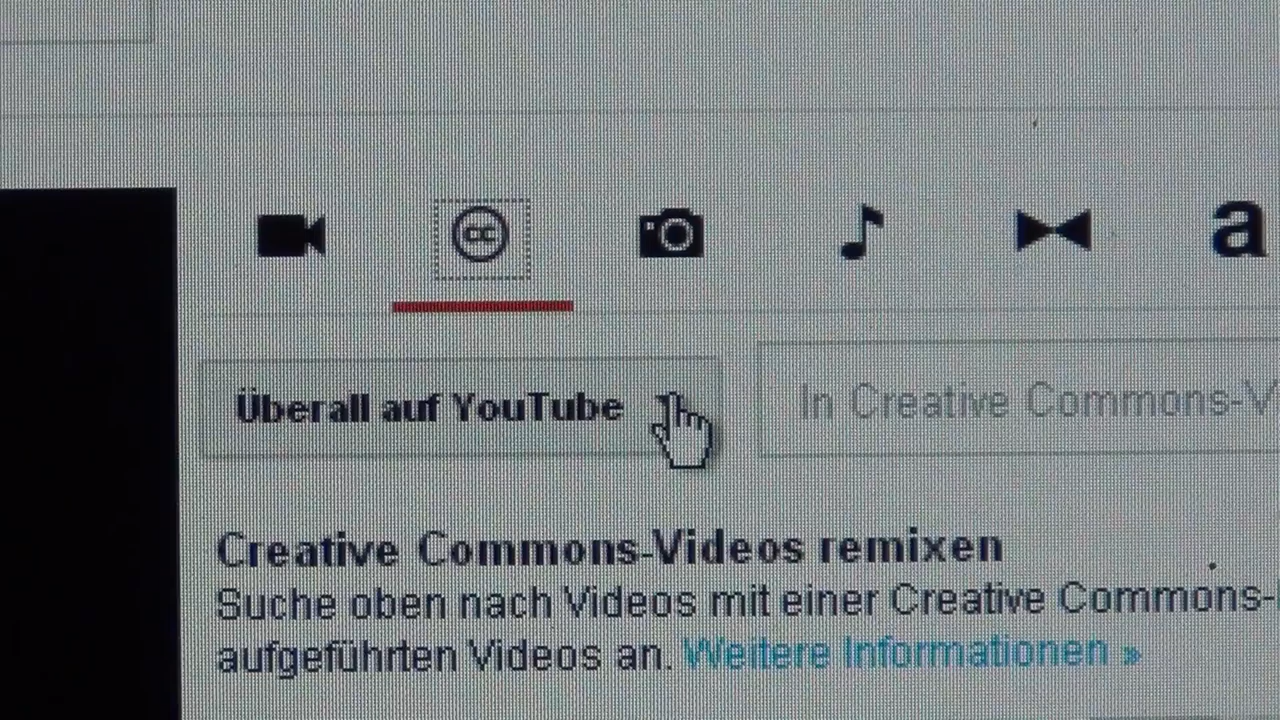 cc
a
Überall auf YouTube
In Creative Commons-V
Creative Commons-Videos remixen
Suche oben nach Videos mit einer Creative Commons-
aufgeführten Videos an. Weitere Informationen »